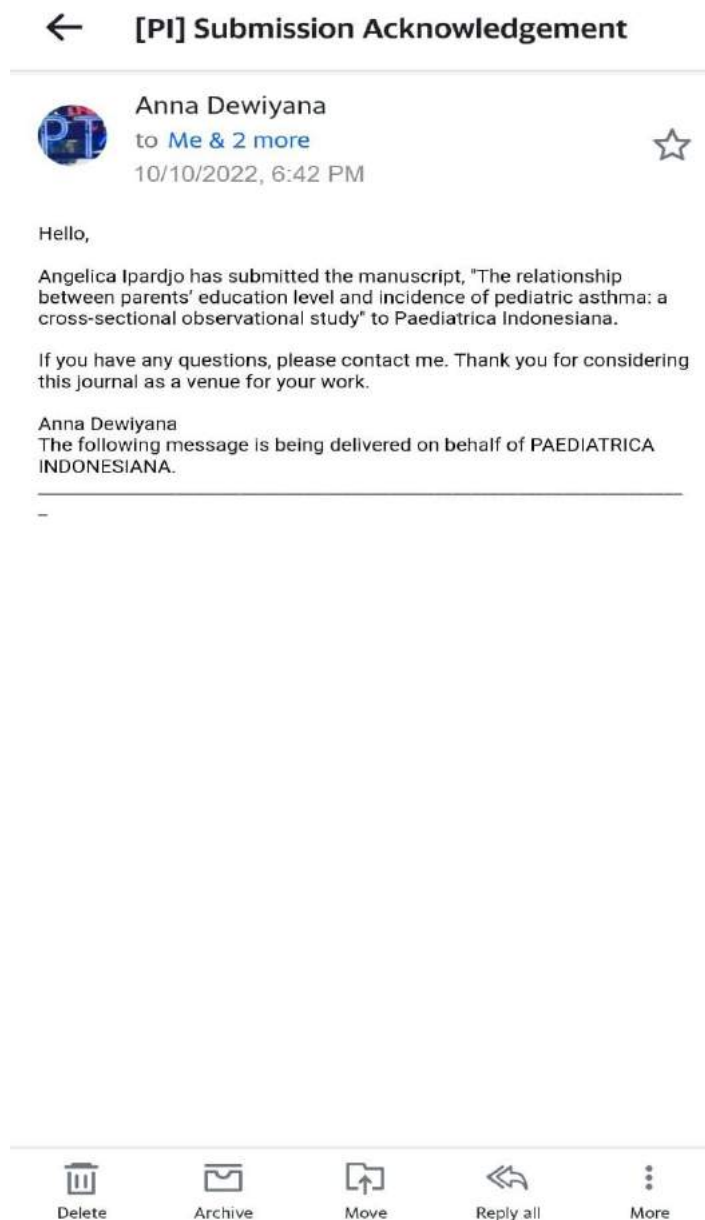 [PI] Submission Acknowledgement
PT
Anna Dewiyana
to Me & 2 more
10/10/2022, 6:42 PM
Hello,
Angelica Ipardjo has submitted the manuscript, "The relationship
between parents' education level and incidence of pediatric asthma: a
cross-sectional observational study" to Paediatrica Indonesiana.
If you have any questions, please contact me. Thank you for considering
this journal as a venue for your work.
Anna Dewiyana
The following message is being delivered on behalf of PAEDIATRICA
INDONESIANA.
Delete Archive Move Reply all More